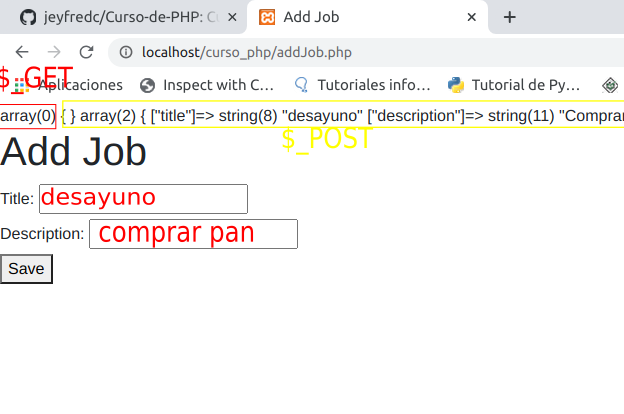 jeyfredc/Curso-de-PHP: C
Add Job
localhost/curso_php/addJob.php
$_GET
Aplicaciones
Inspect with C...
Tutoriales info...
Tutorial de Py...
array(0) { } array(2) { ["title"]=> string(8) "desayuno" ["description"]=> string(11) "Comprar
$_POST
Add Job
Title: desayuno
Description: comprar pan
Save